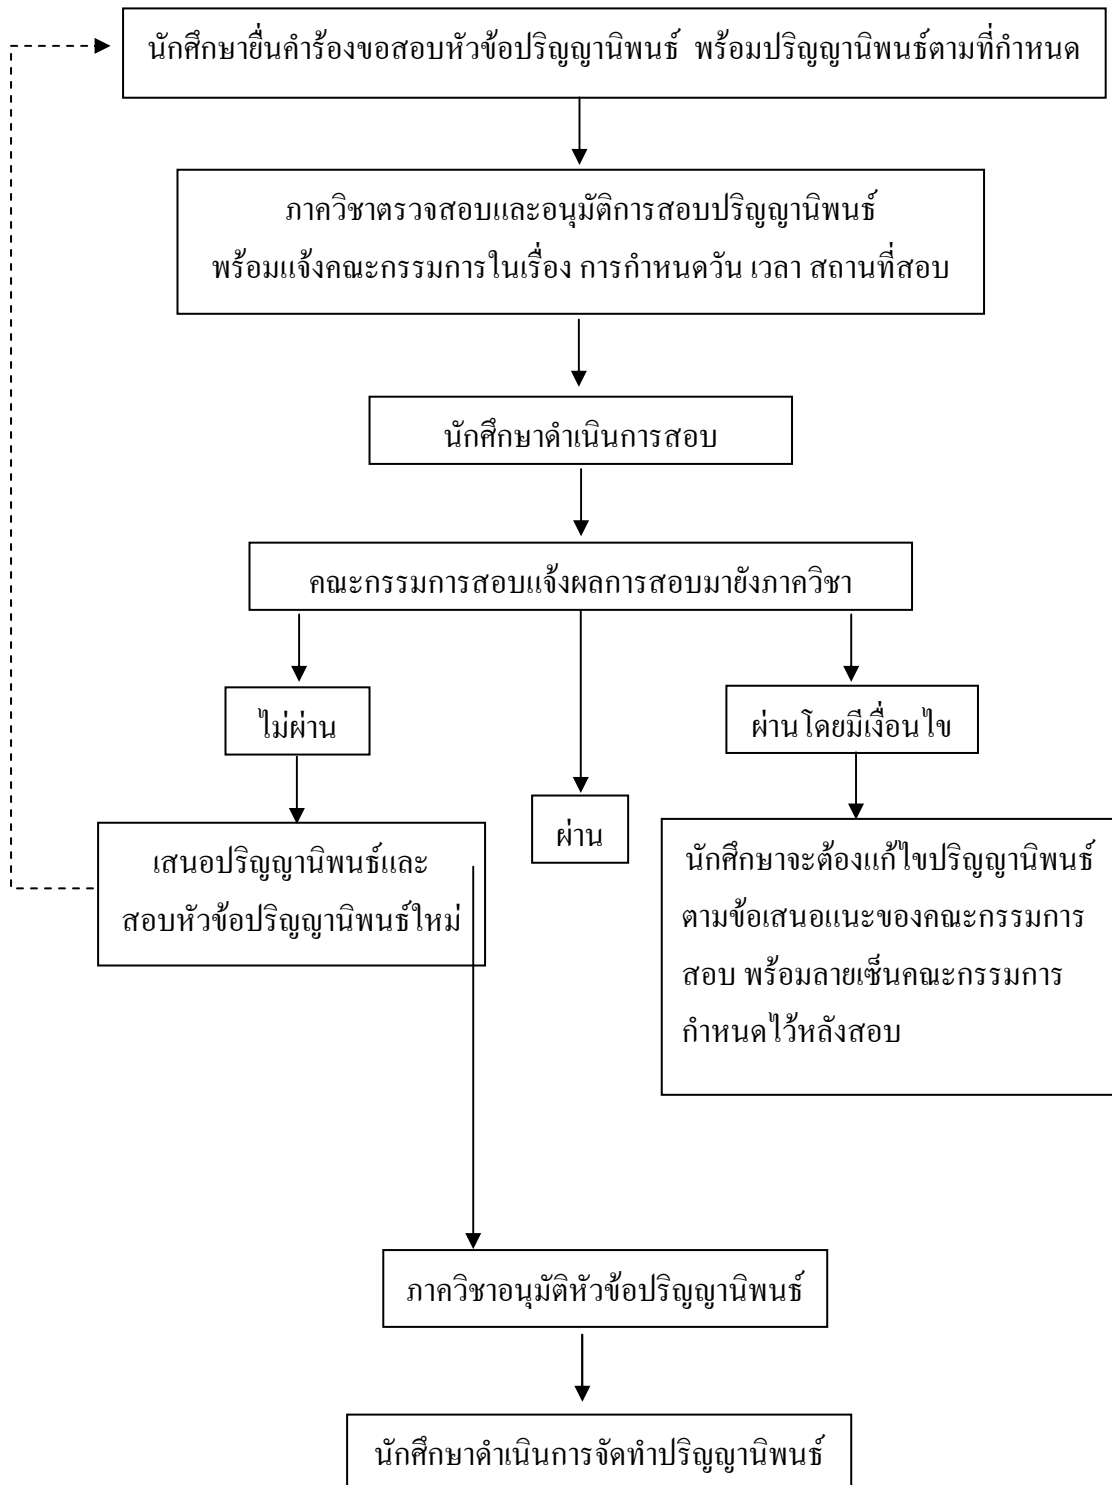 นักศึกษายื่นคำร้องขอสอบหัวข้อปริญญานิพนธ์ พร้อมปริญญานิพนธ์ตามที่กำหนด
ภาควิชาตรวจสอบและอนุมัติการสอบปริญญานิพนธ์
พร้อมแจ้งคณะกรรมการในเรื่อง การกำหนดวัน เวลา สถานที่สอบ
นักศึกษาดำเนินการสอบ
คณะกรรมการสอบแจ้งผลการสอบมายังภาควิชา
ไม่ผ่าน
ผ่านโดยมีเงื่อนไข
ผ่าน
เสนอปริญญานิพนธ์และ
สอบหัวข้อปริญญานิพนธ์ใหม่
นักศึกษาจะต้องแก้ไขปริญญานิพนธ์
ตามข้อเสนอแนะของคณะกรรมการ
สอบ พร้อมลายเซ็นคณะกรรมการ
กำหนดไว้หลังสอบ
ภาควิชาอนุมัติหัวข้อปริญญานิพนธ์
นักศึกษาดำเนินการจัดทำปริญญานิพนธ์